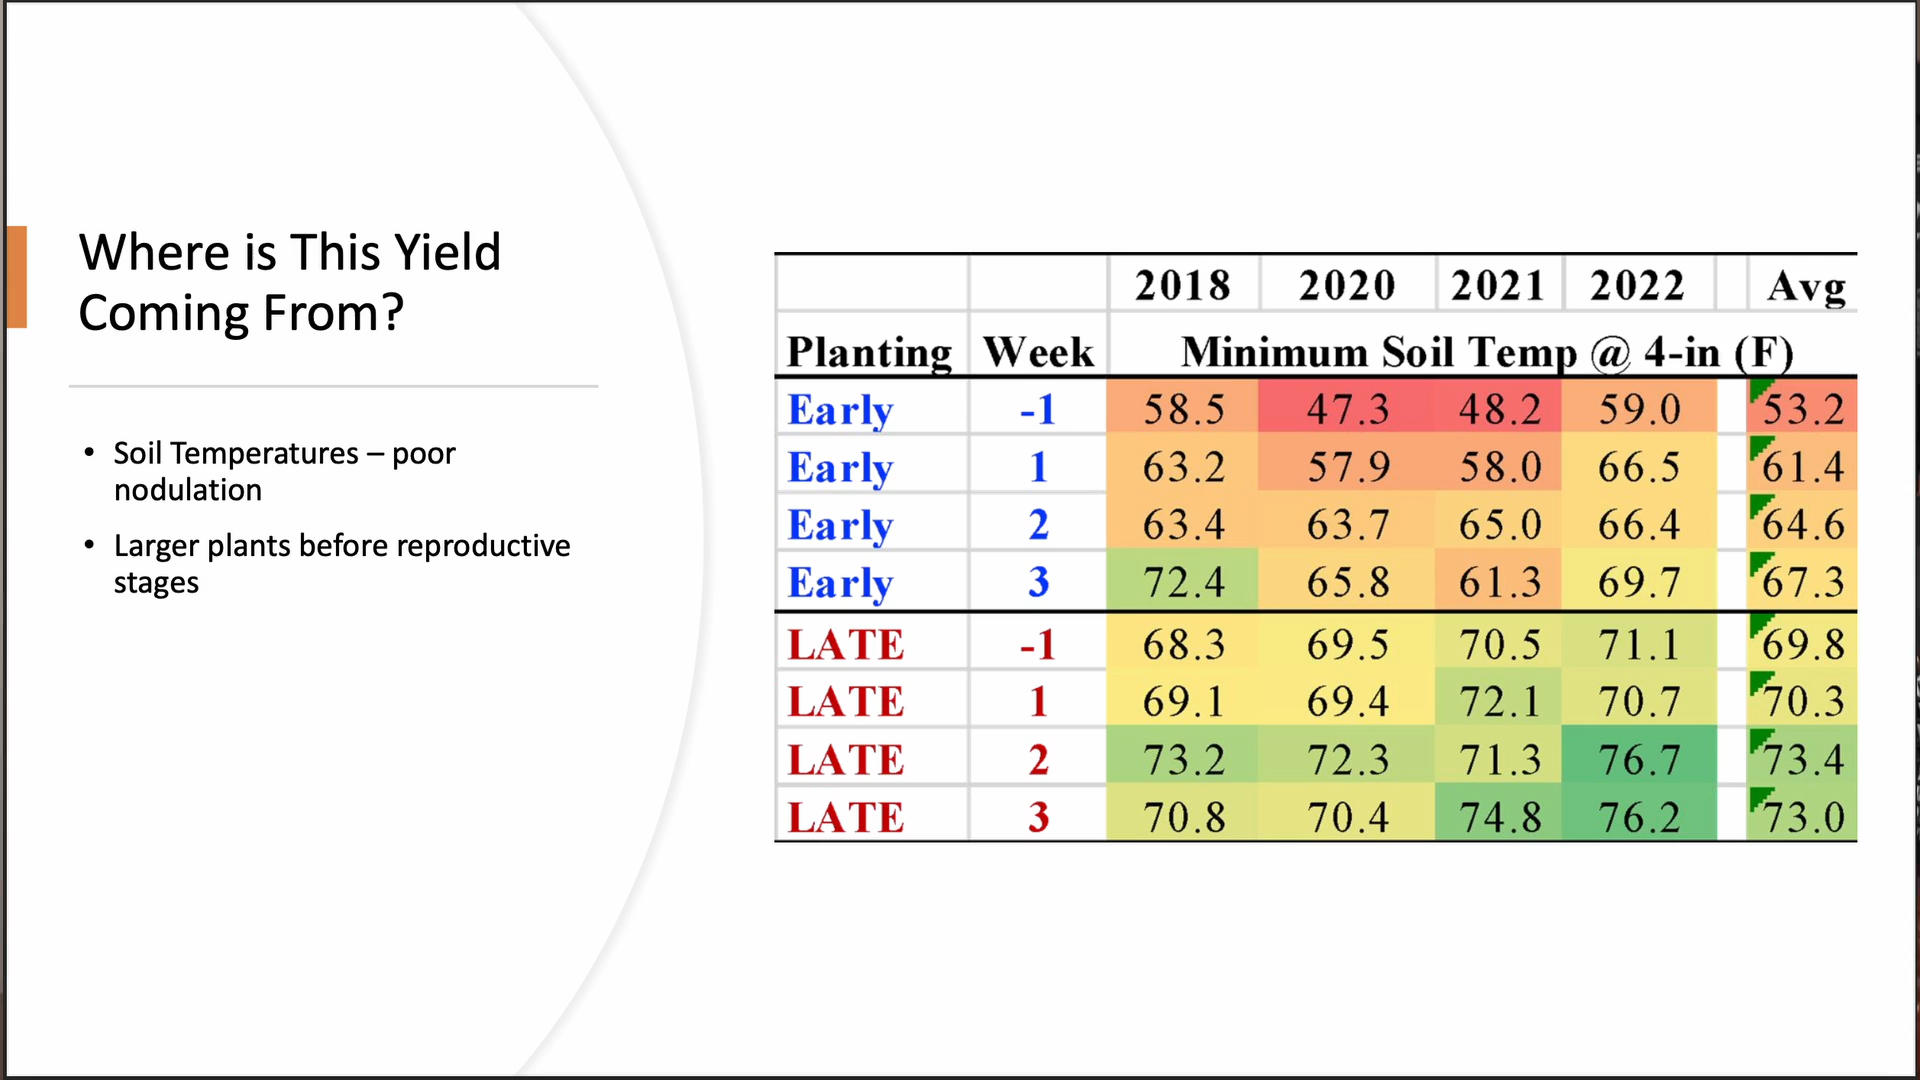 Where is This Yield
Coming From?
• Soil Temperatures – poor
nodulation
• Larger plants before reproductive
stages
2018 2020 2021 2022 Avg
Planting Week Minimum Soil Temp @ 4-in (F)
Early -1 58.5 47.3 48.2 59.0 53.2
Early 1 63.2 57.9 58.0 66.5 61.4
Early 2 63.4 63.7 65.0 66.4 64.6
Early 3 72.4 65.8 61.3 69.7 67.3
LATE -1 68.3 69.5 70.5 71.1 69.8
LATE 1 69.1 69.4 72.1 70.7 70.3
LATE 2 73.2 72.3 71.3 76.7 73.4
LATE 3 70.8 70.4 74.8 76.2 73.0